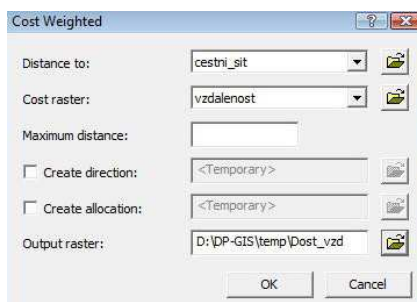 Cost Weighted
Distance to: cestni_sit
Cost raster: vzdalenost
Maximum distance:
Create direction: <Temporary>
Create allocation: <Temporary>
Output raster: D:\DP-GIS\temp\Dost_vzd
OK Cancel